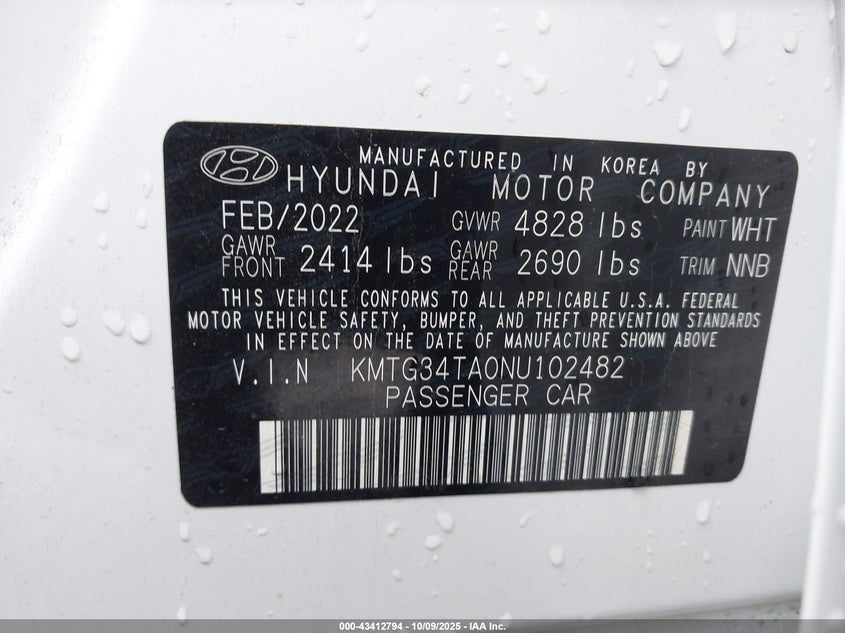 MANUFACTURED IN KOREA BY
HYUNDAI MOTOR COMPANY
FEB/2022 GVWR 4828 lbs PAINT WHT
GAWR FRONT 2414 lbs GAWR REAR 2690 lbs TRIM NNB
THIS VEHICLE CONFORMS TO ALL APPLICABLE U.S.A. FEDERAL
MOTOR VEHICLE SAFETY, BUMPER, AND THEFT PREVENTION STANDARDS
IN EFFECT ON THE DATE OF MANUFACTURE SHOWN ABOVE
V.I.N KMTG34TA0NU102482
PASSENGER CAR
000-43412794 - 10/09/2025 - IAA Inc.